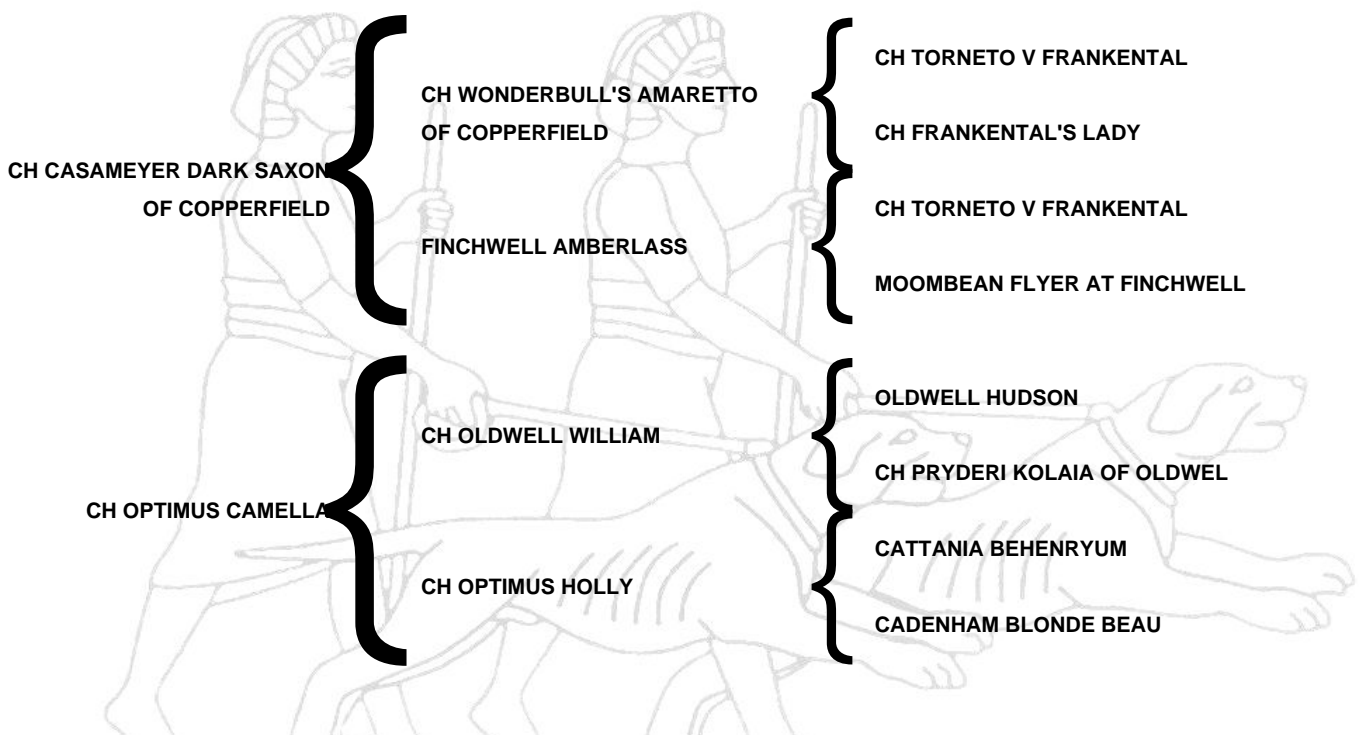 CH TORNETO V FRANKENTAL
CH WONDERBULL'S AMARETTO
OF COPPERFIELD
CH FRANKENTAL'S LADY
CH CASAMEYER DARK SAXON
OF COPPERFIELD
CH TORNETO V FRANKENTAL
FINCHWELL AMBERLASS
MOOMBEAN FLYER AT FINCHWELL
OLDWELL HUDSON
CH OLDWELL WILLIAM
CH PRYDERI KOLAIA OF OLDWEL
CH OPTIMUS CAMELLA
CATTANIA BEHENRYUM
CH OPTIMUS HOLLY
CADENHAM BLONDE BEAU